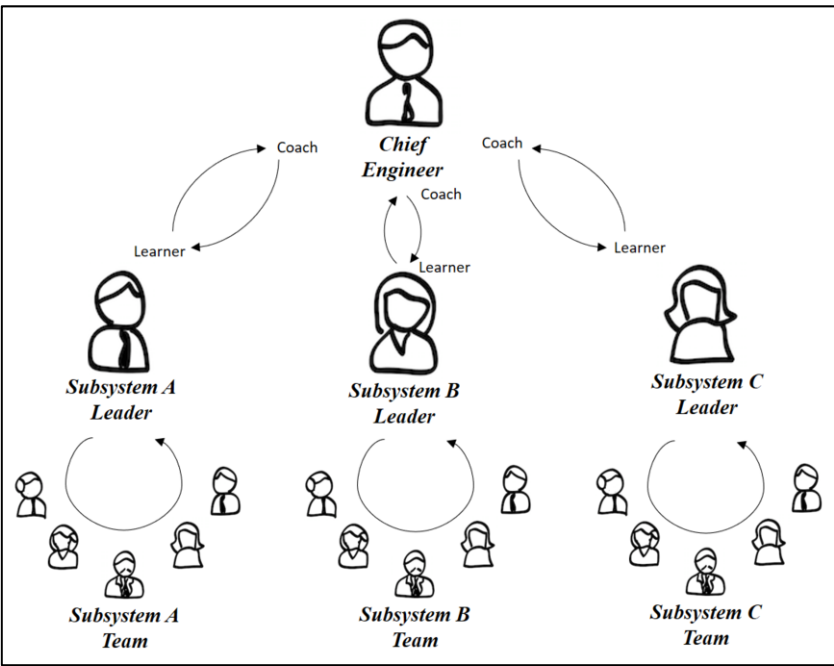 Chief
Engineer
Coach
Coach
Coach
Learner
Learner
Learner
Subsystem A
Leader
Subsystem B
Leader
Subsystem C
Leader
Subsystem A
Team
Subsystem B
Team
Subsystem C
Team